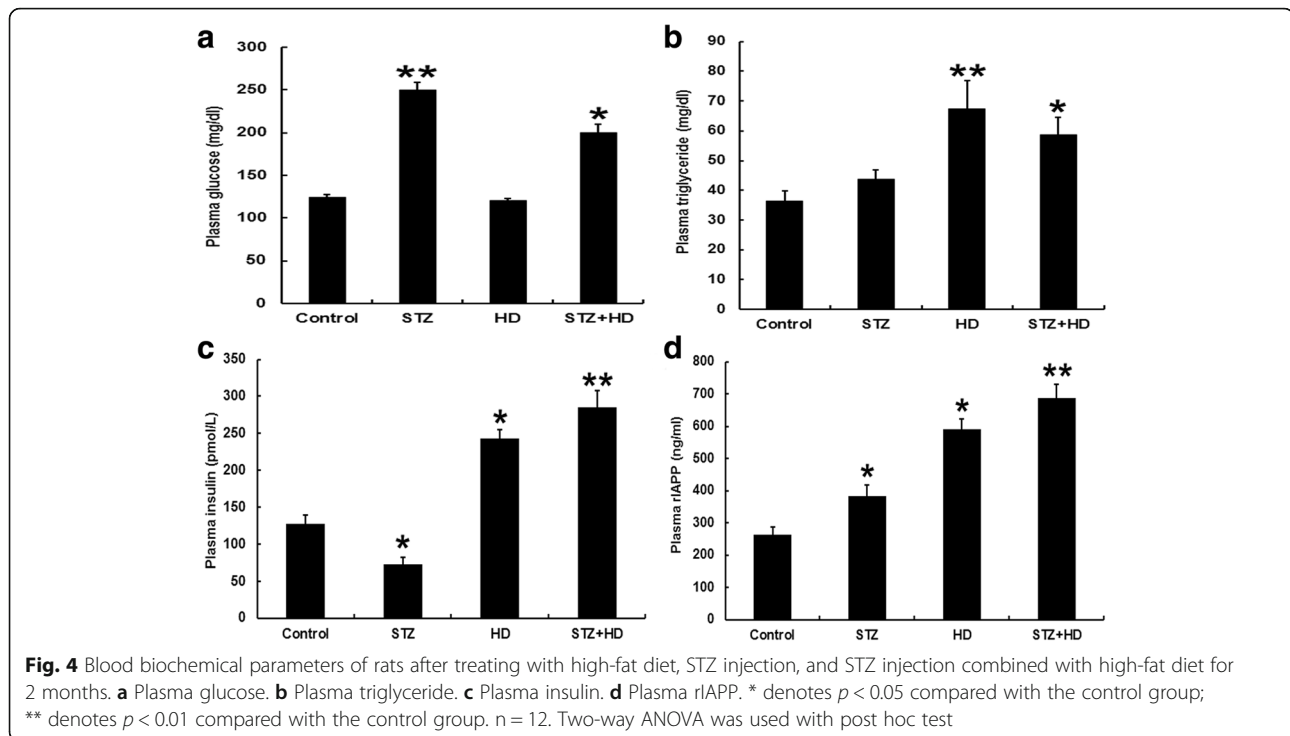 a
Plasma glucose (mg/dl)
300
250
200
150
100
50
0
**
*
Control STZ HD STZ+HD
b
Plasma triglyceride (mg/dl)
90
80
70
60
50
40
30
20
10
0
**
*
Control STZ HD STZ+HD
c
Plasma insulin (pmol/L)
350
300
250
200
150
100
50
0
*
*
**
Control STZ HD STZ+HD
d
Plasma rIAPP (ng/ml)
800
700
600
500
400
300
200
100
0
*
*
**
Control STZ HD STZ+HD
Fig. 4 Blood biochemical parameters of rats after treating with high-fat diet, STZ injection, and STZ injection combined with high-fat diet for
2 months. a Plasma glucose. b Plasma triglyceride. c Plasma insulin. d Plasma rIAPP. * denotes p < 0.05 compared with the control group;
** denotes p < 0.01 compared with the control group. n = 12. Two-way ANOVA was used with post hoc test